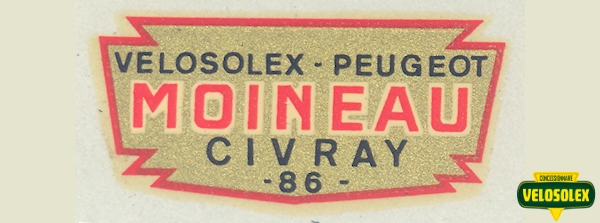 VELOSOLEX - PEUGEOT
MOINEAU
CIVRAY
- 86 -
CONCESSIONNAIRE
VELOSOLEX